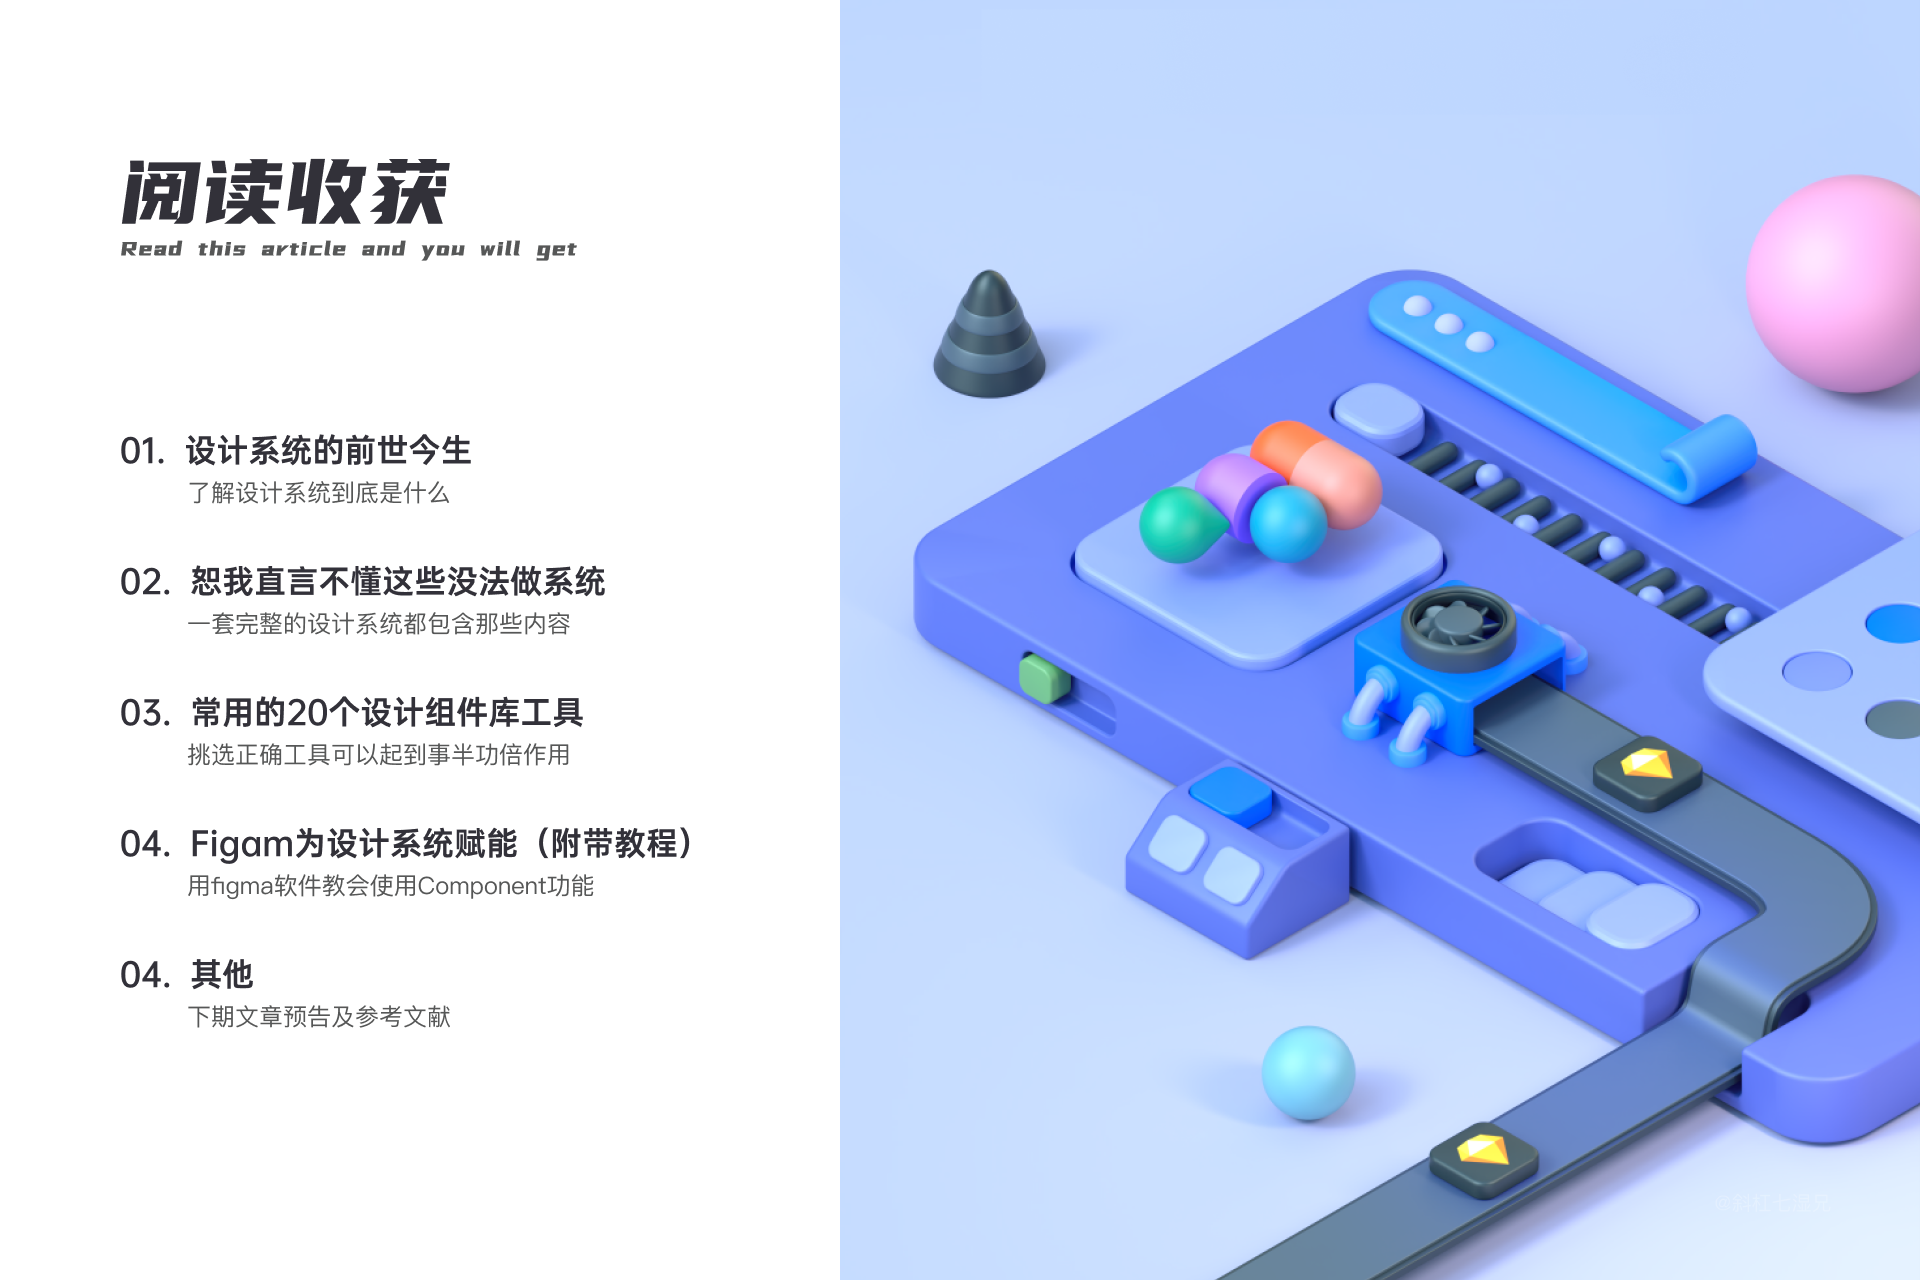 阅读收获
Read this article and you will get
01. 设计系统的前世今生
了解设计系统到底是什么
02. 恕我直言不懂这些没法做系统
一套完整的设计系统都包含那些内容
03. 常用的20个设计组件库工具
挑选正确工具可以起到事半功倍作用
04. Figam为设计系统赋能（附带教程）
用figma软件教会使用Component功能
04. 其他
下期文章预告及参考文献